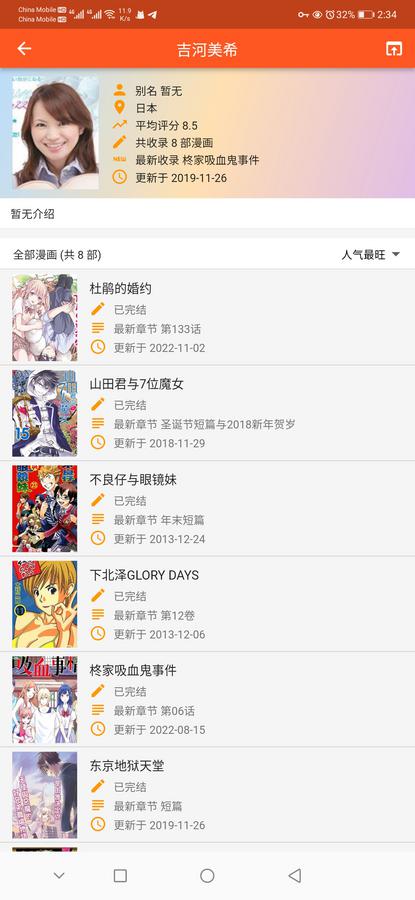 China Mobile HD 4G 4G 11.9 32% 2:34
China Mobile HD K/s
吉河美希
别名 暂无
日本
平均评分 8.5
共收录 8 部漫画
NEW 最新收录 柊家吸血鬼事件
更新于 2019-11-26
暂无介绍
全部漫画 (共 8 部) 人气最旺
杜鹃的婚约
已完结
最新章节 第133话
更新于 2022-11-02
山田君与7位魔女
已完结
最新章节 圣诞节短篇与2018新年贺岁
更新于 2018-11-29
15
不良仔与眼镜妹
已完结
最新章节 年末短篇
更新于 2013-12-24
下北泽GLORY DAYS
已完结
最新章节 第12卷
更新于 2013-12-06
柊家吸血鬼事件
已完结
最新章节 第06话
更新于 2022-08-15
东京地狱天堂
已完结
最新章节 短篇
更新于 2019-11-26